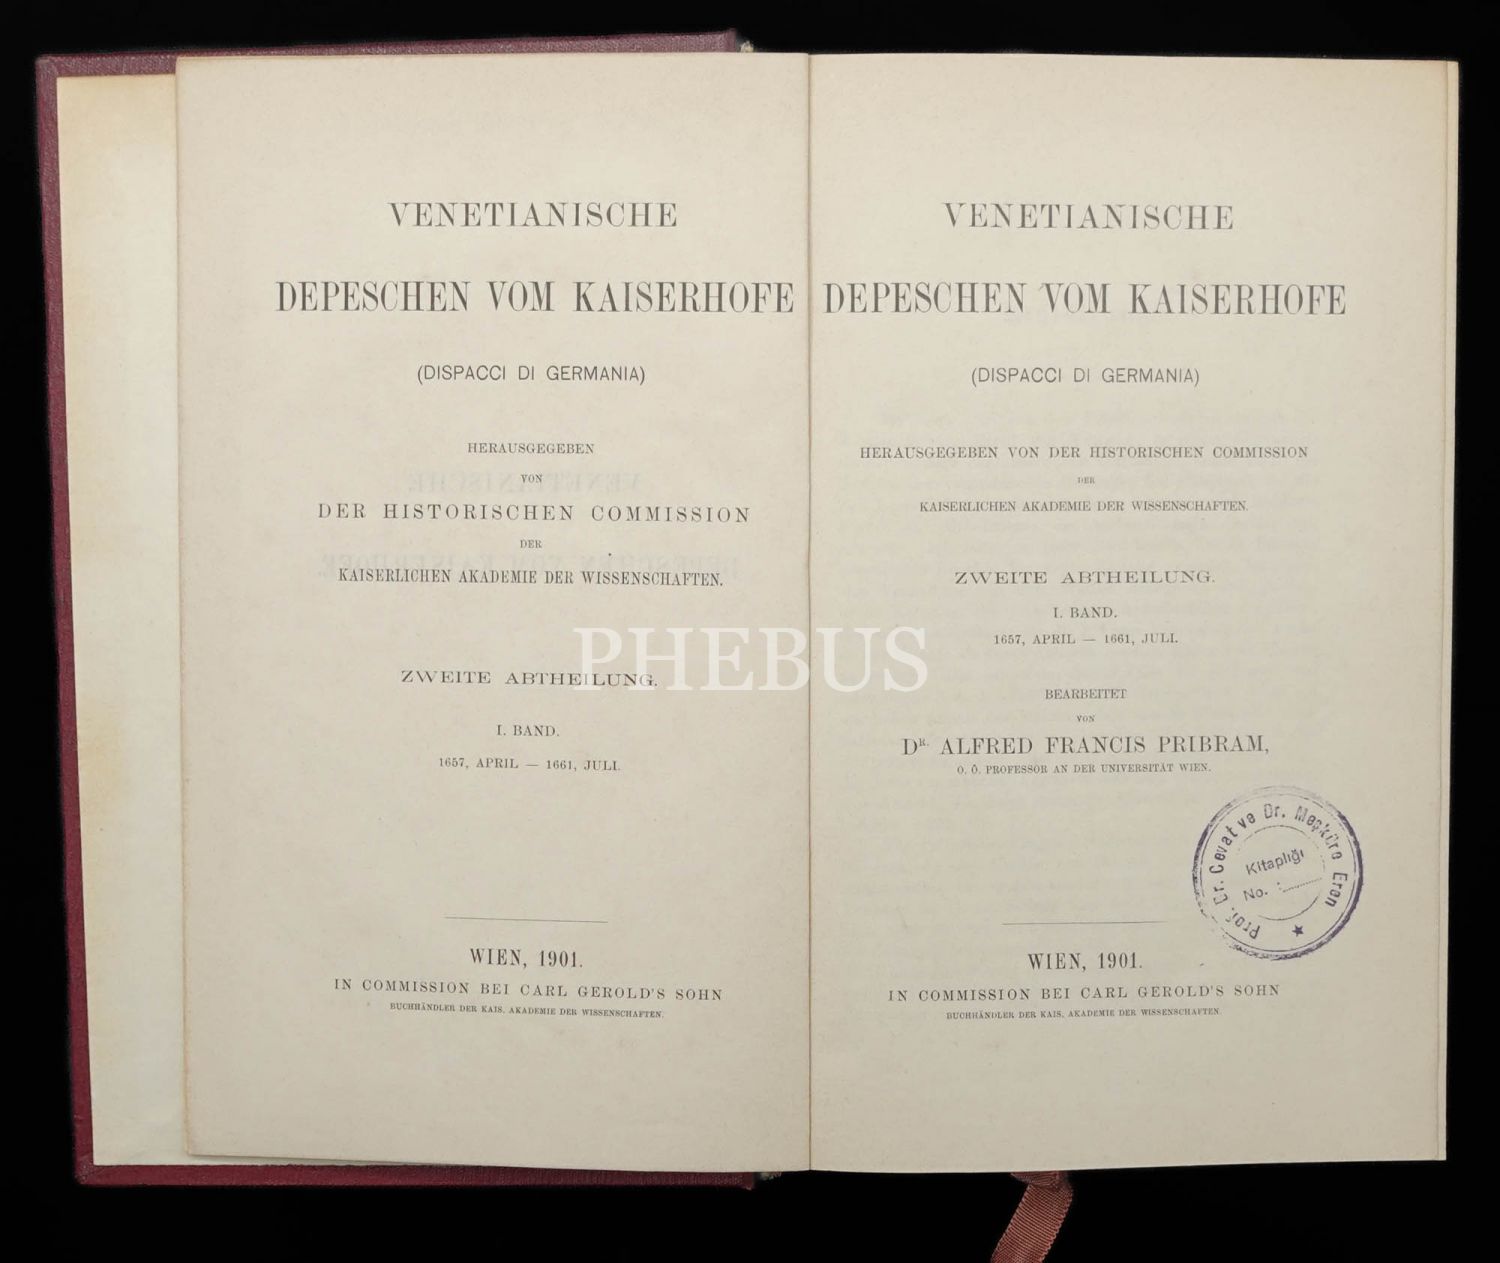 VENETIANISCHE
DEPESCHEN VOM KAISERHOFE
(DISPACCI DI GERMANIA)
HERAUSGEGEBEN
VON
DER HISTORISCHEN COMMISSION
DER
KAISERLICHEN AKADEMIE DER WISSENSCHAFTEN.
ZWEITE ABTHEILUNG.
I. BAND.
1657, APRIL — 1661, JULI.
WIEN, 1901.
IN COMMISSION BEI CARL GEROLD'S SOHN
BUCHHÄNDLER DER KAIS. AKADEMIE DER WISSENSCHAFTEN.
VENETIANISCHE
DEPESCHEN VOM KAISERHOFE
(DISPACCI DI GERMANIA)
HERAUSGEGEBEN VON DER HISTORISCHEN COMMISSION
DER
KAISERLICHEN AKADEMIE DER WISSENSCHAFTEN.
ZWEITE ABTHEILUNG.
I. BAND.
1657, APRIL — 1661, JULI.
BEARBEITET
VON
DR. ALFRED FRANCIS PRIBRAM,
O. Ö. PROFESSOR AN DER UNIVERSITÄT WIEN.
Prof. Dr. Cevat ve Dr. Meşküre Eren
Kitaplığı
No. :
WIEN, 1901.
IN COMMISSION BEI CARL GEROLD'S SOHN
BUCHHÄNDLER DER KAIS. AKADEMIE DER WISSENSCHAFTEN
PHEBUS